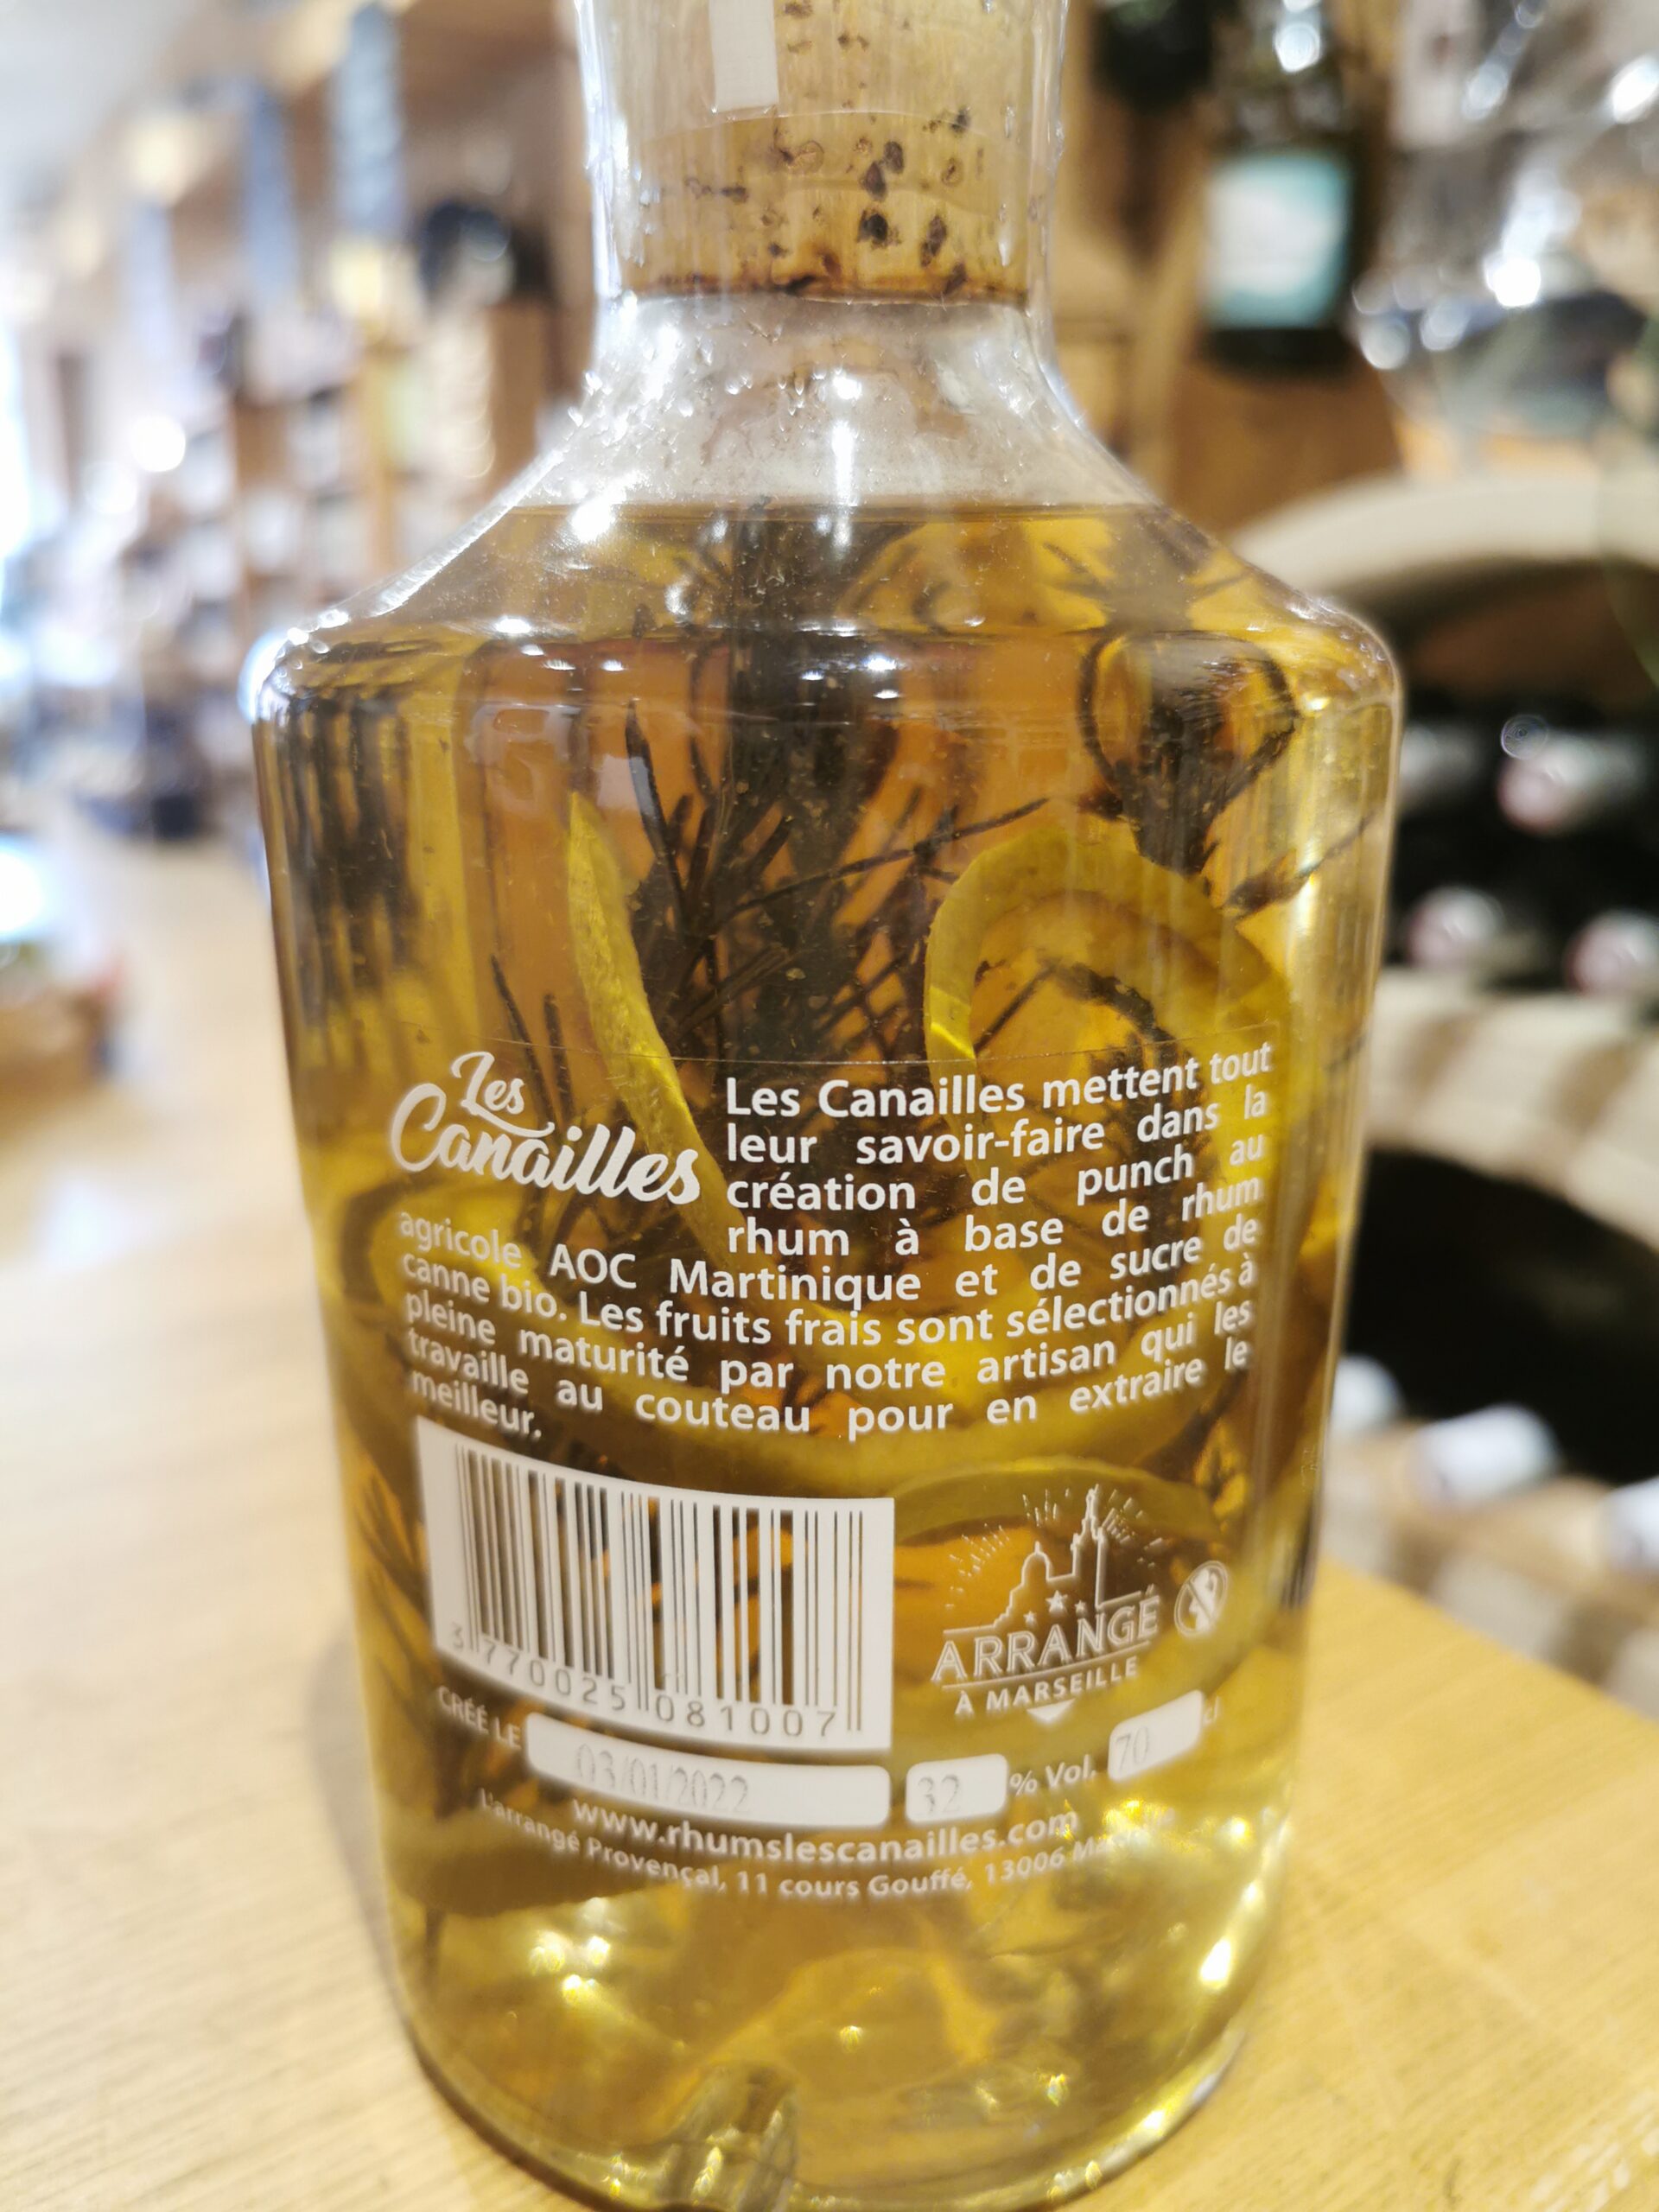 Les
Canailles
Les Canailles mettent tout
leur savoir-faire dans la
création de punch au
rhum à base de rhum
agricole AOC Martinique et de sucre de
canne bio. Les fruits frais sont sélectionnés à
pleine maturité par notre artisan qui les
travaille au couteau pour en extraire le
meilleur.
3 770025 081007
ARRANGÉ
À MARSEILLE
CRÉÉ LE 03/01/2022 32 % Vol. 70 cl
www.rhumslescanailles.com
L'arrangé Provençal, 11 cours Gouffé, 13006